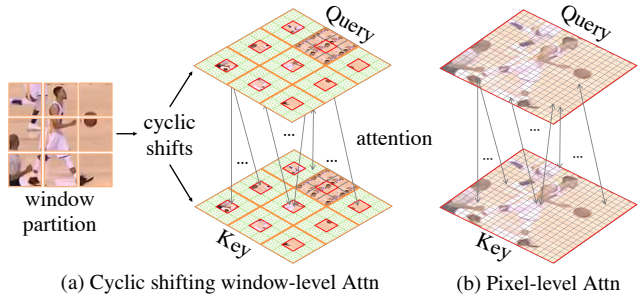 Query
Query
window
partition
cyclic
shifts
...
...
...
attention
...
...
...
Key
Key
(a) Cyclic shifting window-level Attn
(b) Pixel-level Attn